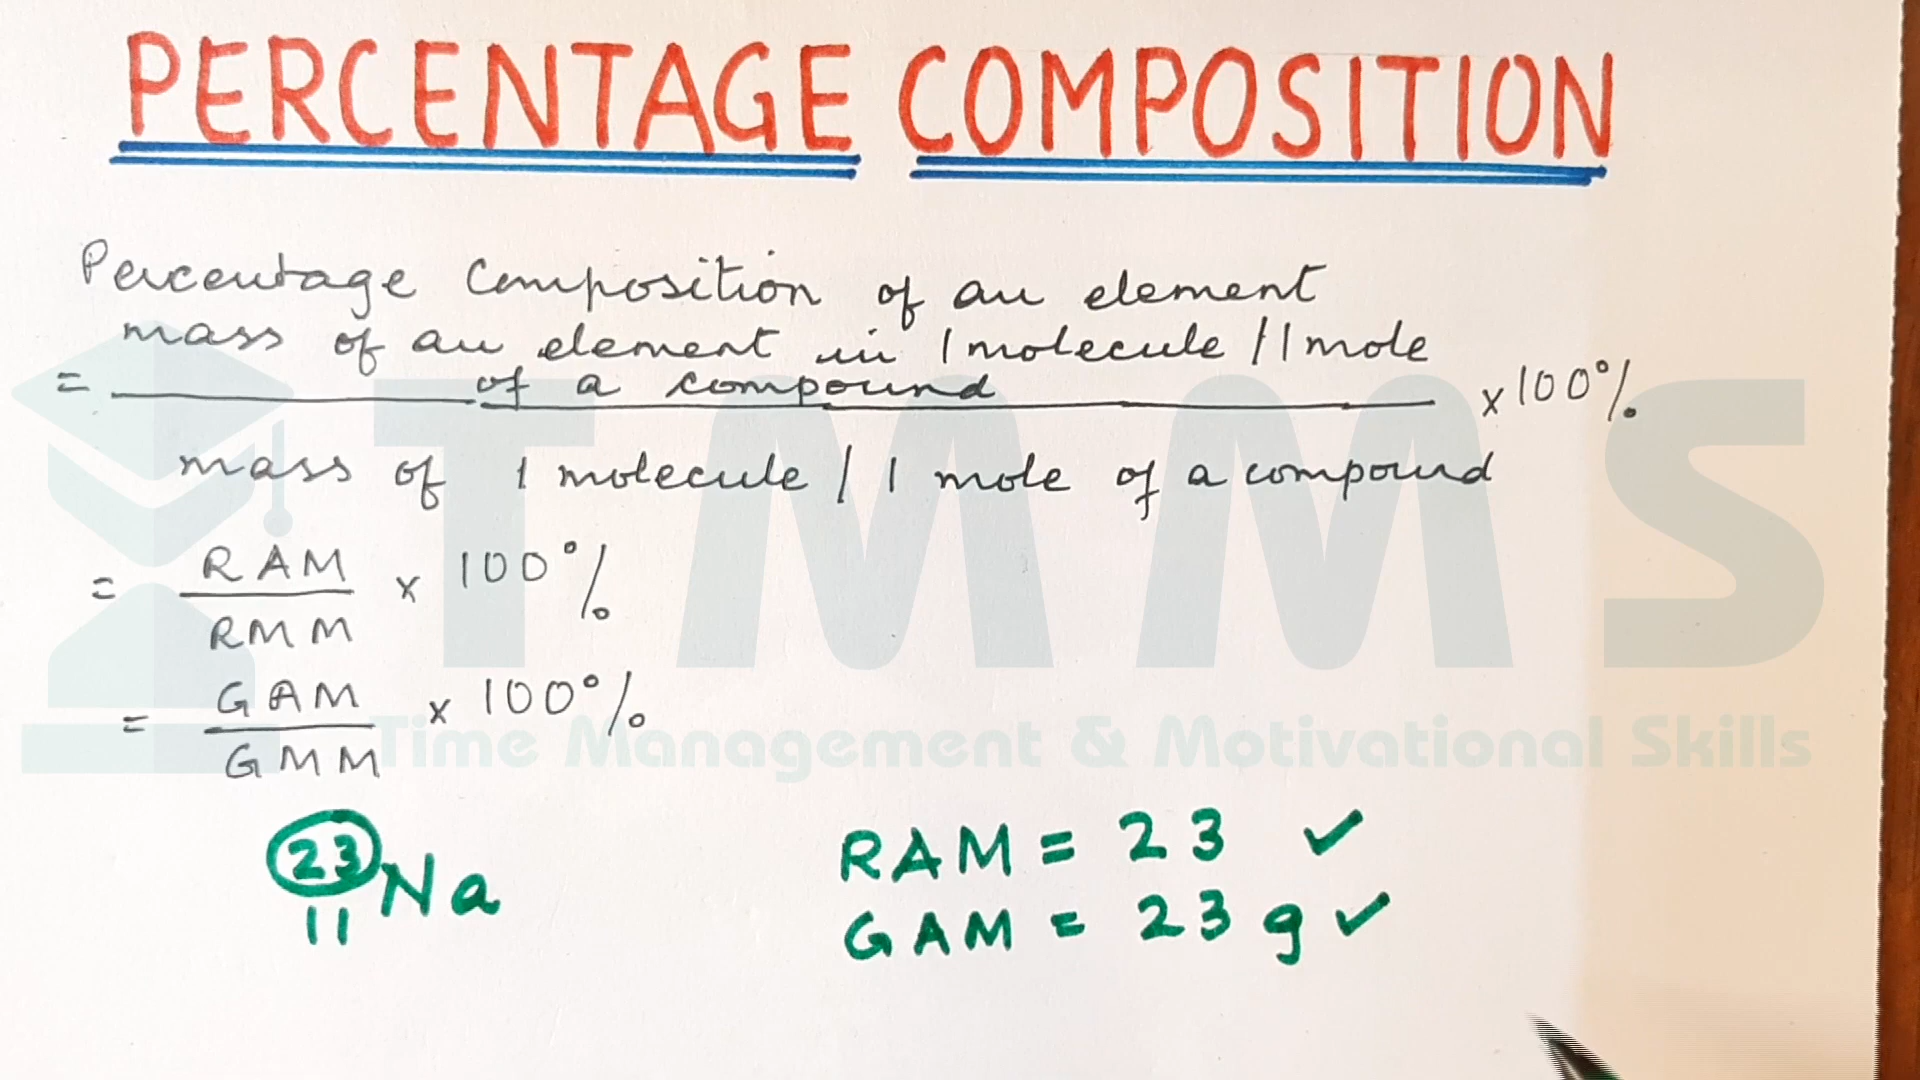 PERCENTAGE COMPOSITION
Percentage Composition of an element
mass of an element in 1 molecule / 1 mole
= of a compound x 100%
mass of 1 molecule / 1 mole of a compound
= RAM x 100%
RMM
= GAM x 100%
GMM
TMMS
Time Management & Motivational Skills
23
11 Na
RAM = 23 ✓
GAM = 23 g ✓